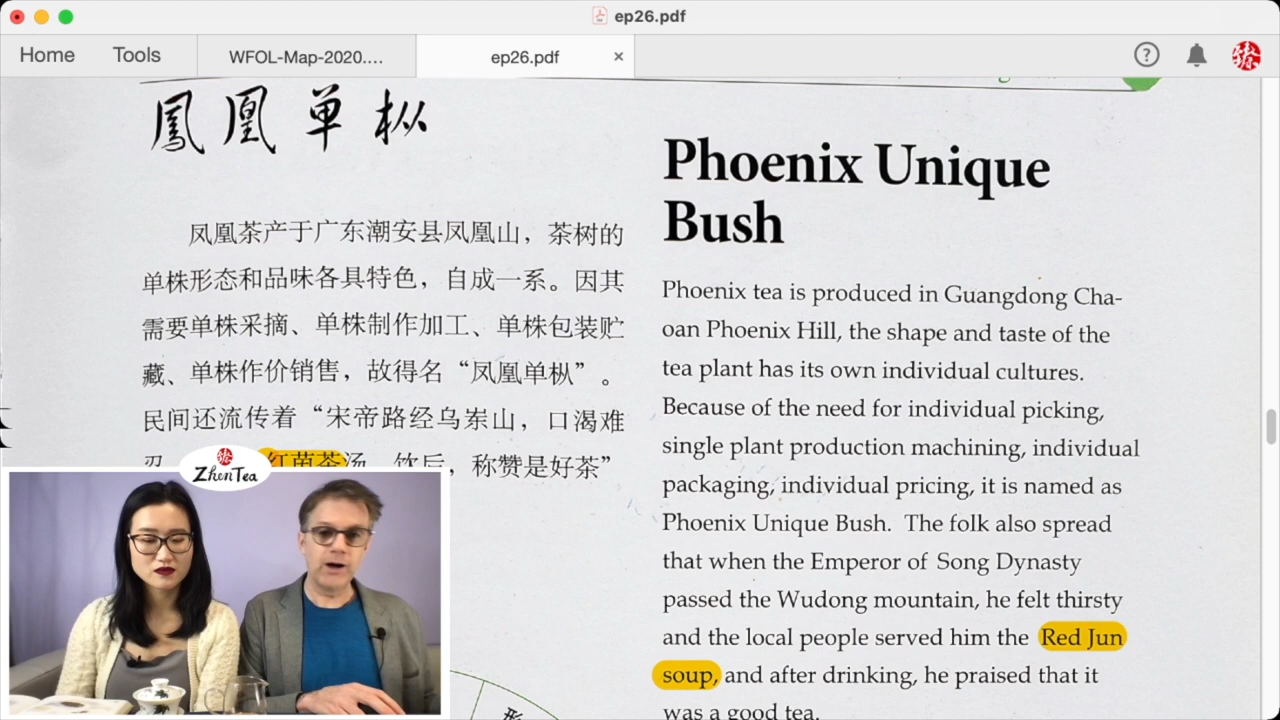 ep26.pdf
Home
Tools
WFOL-Map-2020....
ep26.pdf
鳳凰单枞
凤凰茶产于广东潮安县凤凰山，茶树的
单株形态和品味各具特色，自成一系。因其
需要单株采摘、单株制作加工、单株包装贮
藏、单株作价销售，故得名“凤凰单枞”。
民间还流传着“宋帝路经乌岽山，口渴难
红茵茶汤，饮后，称赞是好茶”
Phoenix Unique
Bush
Phoenix tea is produced in Guangdong Cha-
oan Phoenix Hill, the shape and taste of the
tea plant has its own individual cultures.
Because of the need for individual picking,
single plant production machining, individual
packaging, individual pricing, it is named as
Phoenix Unique Bush. The folk also spread
that when the Emperor of Song Dynasty
passed the Wudong mountain, he felt thirsty
and the local people served him the Red Jun
soup, and after drinking, he praised that it
was a good tea.
ZhenTea
形